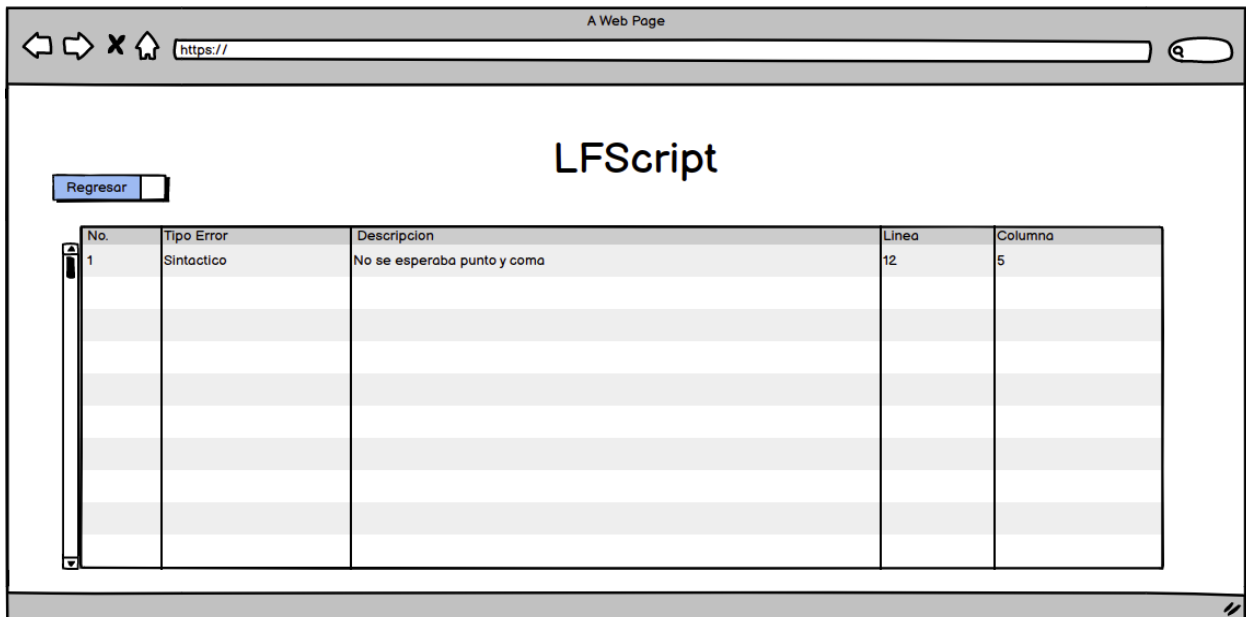 A Web Page
https://
LFScript
Regresar
No. Tipo Error Descripcion Linea Columna
1 Sintactico No se esperaba punto y coma 12 5